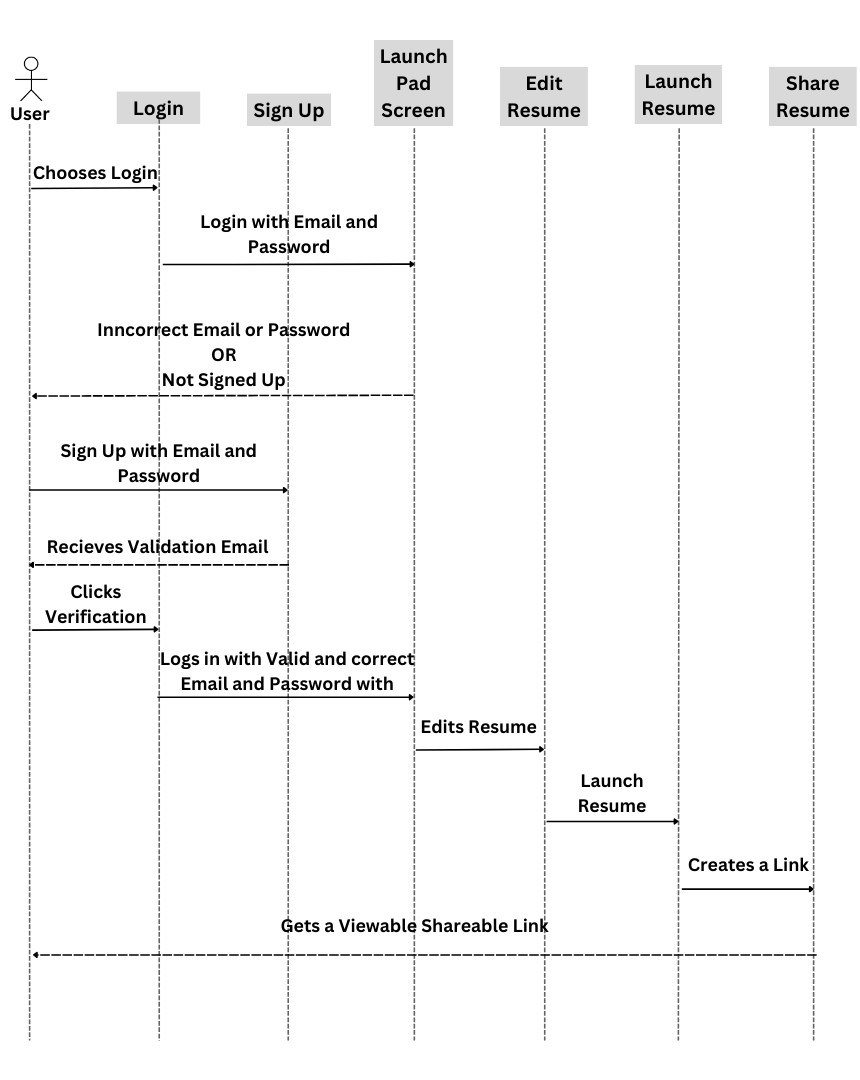 User
Login
Sign Up
Launch
Pad
Screen
Edit
Resume
Launch
Resume
Share
Resume
Chooses Login
Login with Email and
Password
Inncorrect Email or Password
OR
Not Signed Up
Sign Up with Email and
Password
Recieves Validation Email
Clicks
Verification
Logs in with Valid and correct
Email and Password with
Edits Resume
Launch
Resume
Creates a Link
Gets a Viewable Shareable Link